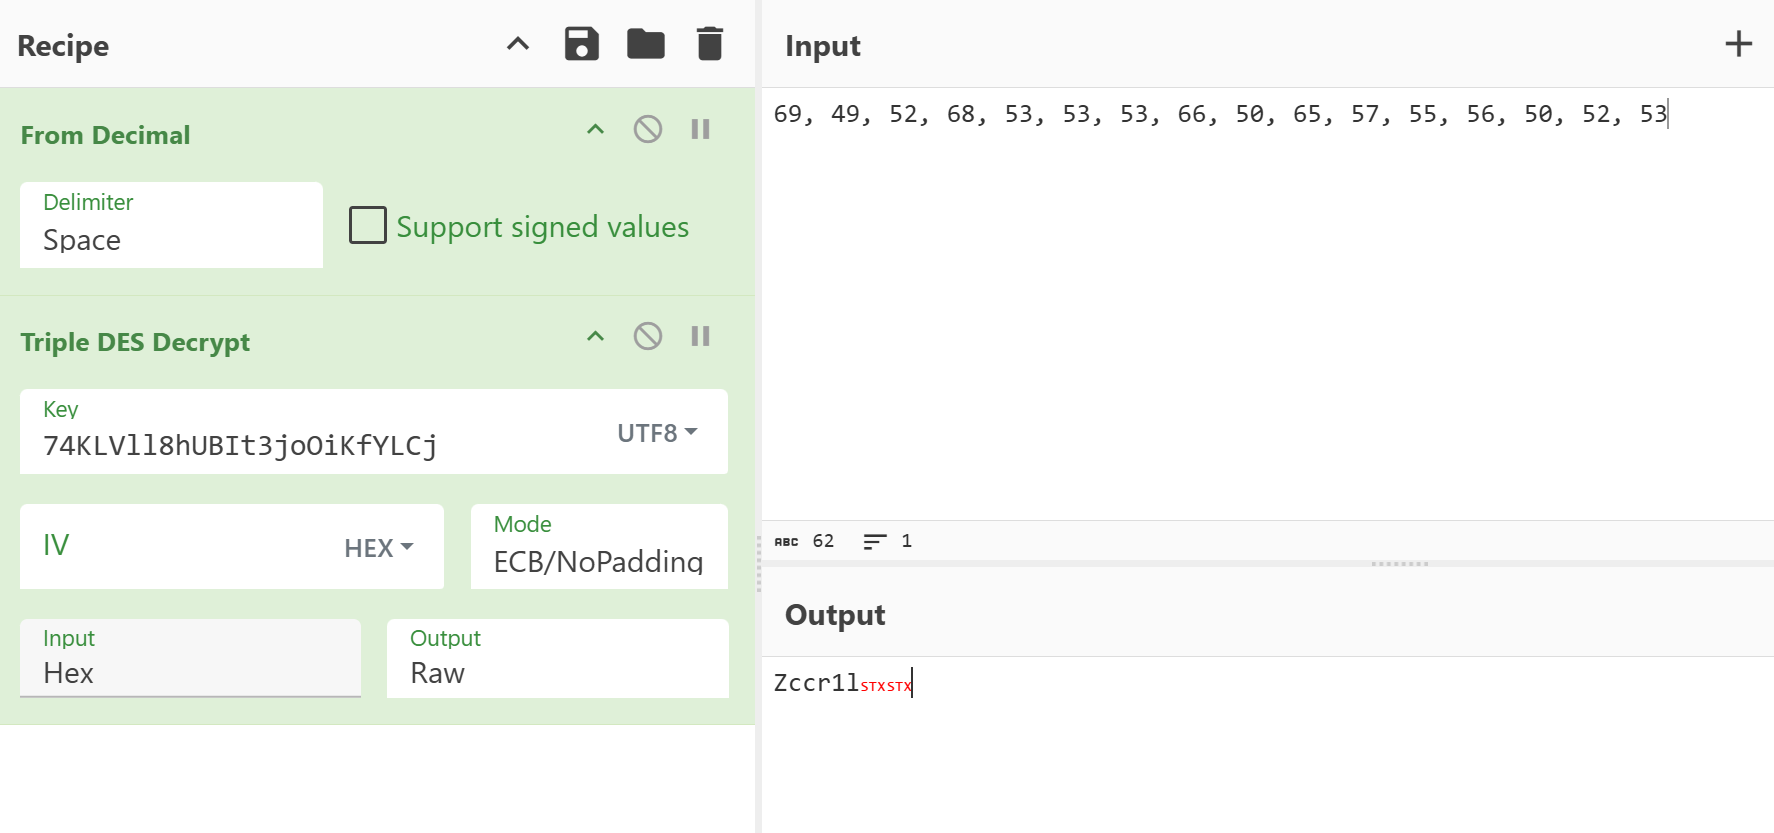 Recipe
From Decimal
Delimiter
Space
Support signed values
Triple DES Decrypt
Key
74KLVll8hUBIt3joOiKfYLCj
UTF8
IV
HEX
Mode
ECB/NoPadding
Input
Hex
Output
Raw
Input
69, 49, 52, 68, 53, 53, 53, 66, 50, 65, 57, 55, 56, 50, 52, 53
ABC 62 1
Output
Zccr1lSTXSTX